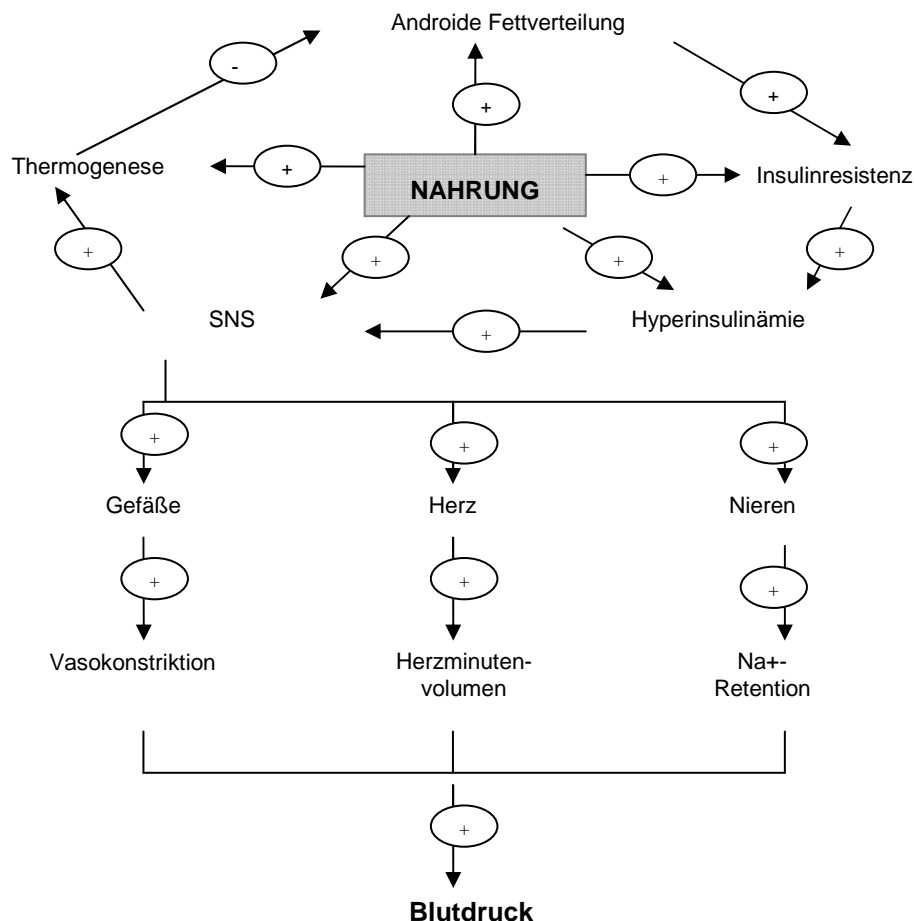 Androide Fettverteilung
-
+
+
Thermogenese
+
NAHRUNG
+
Insulinresistenz
+
+
+
+
SNS
+
Hyperinsulinämie
+
+
+
Gefäße
Herz
Nieren
+
+
+
Vasokonstriktion
Herzminuten-
volumen
Na+-
Retention
+
Blutdruck